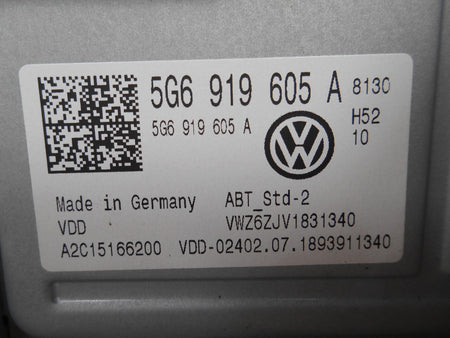 5G6 919 605 A 8130
5G6 919 605 A H52
10
Made in Germany ABT_Std-2
VDD VWZ6ZJV1831340
A2C15166200 VDD-02402.07.1893911340